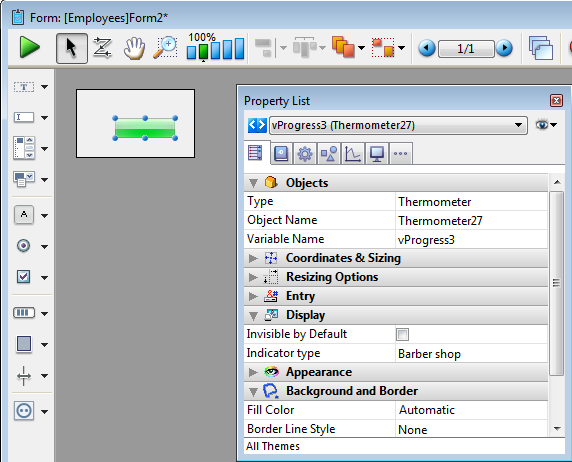 Form: [Employees]Form2*
100%
1/1
Property List
vProgress3 (Thermometer27)
Objects
Type Thermometer
Object Name Thermometer27
Variable Name vProgress3
Coordinates & Sizing
Resizing Options
Entry
Display
Invisible by Default
Indicator type Barber shop
Appearance
Background and Border
Fill Color Automatic
Border Line Style None
All Themes